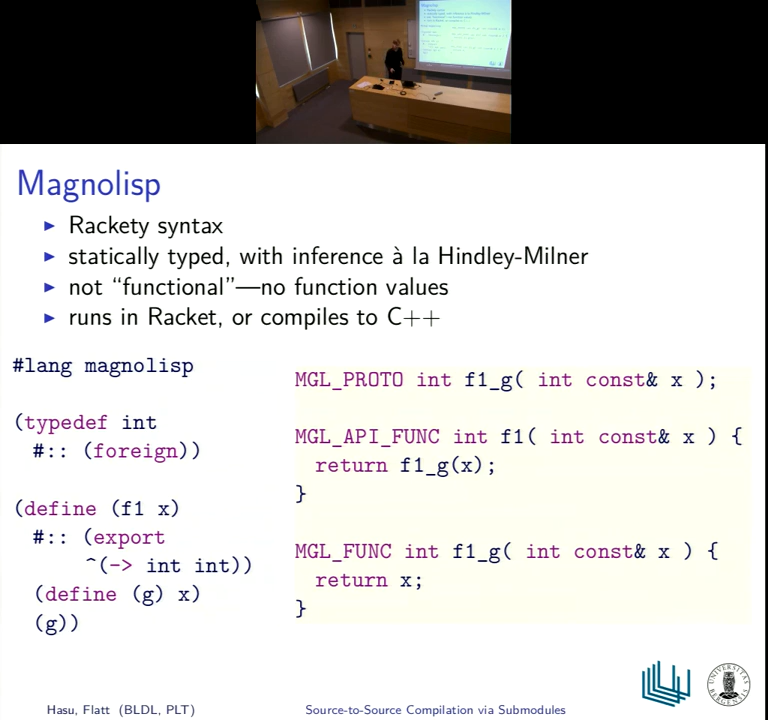 Magnolisp
► Rackety syntax
► statically typed, with inference à la Hindley-Milner
► not “functional”—no function values
► runs in Racket, or compiles to C++
#lang magnolisp
(typedef int
#:: (foreign))
(define (f1 x)
#:: (export
^(-> int int))
(define (g) x)
(g))
MGL_PROTO int f1_g( int const& x );
MGL_API_FUNC int f1( int const& x ) {
return f1_g(x);
}
MGL_FUNC int f1_g( int const& x ) {
return x;
}
Hasu, Flatt (BLDL, PLT)
Source-to-Source Compilation via Submodules